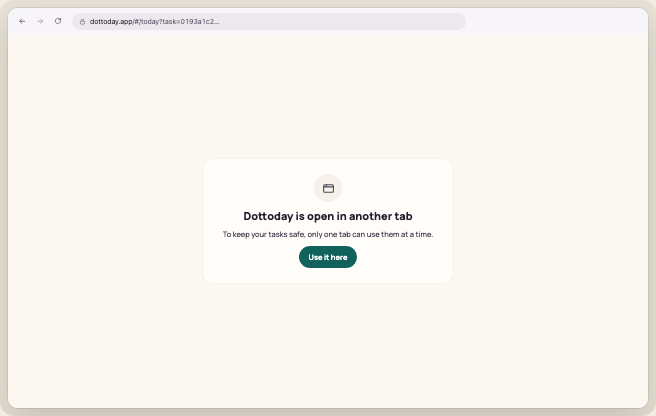 dottoday.app/#/today?task=0193a1c2...
Dottoday is open in another tab
To keep your tasks safe, only one tab can use them at a time.
Use it here